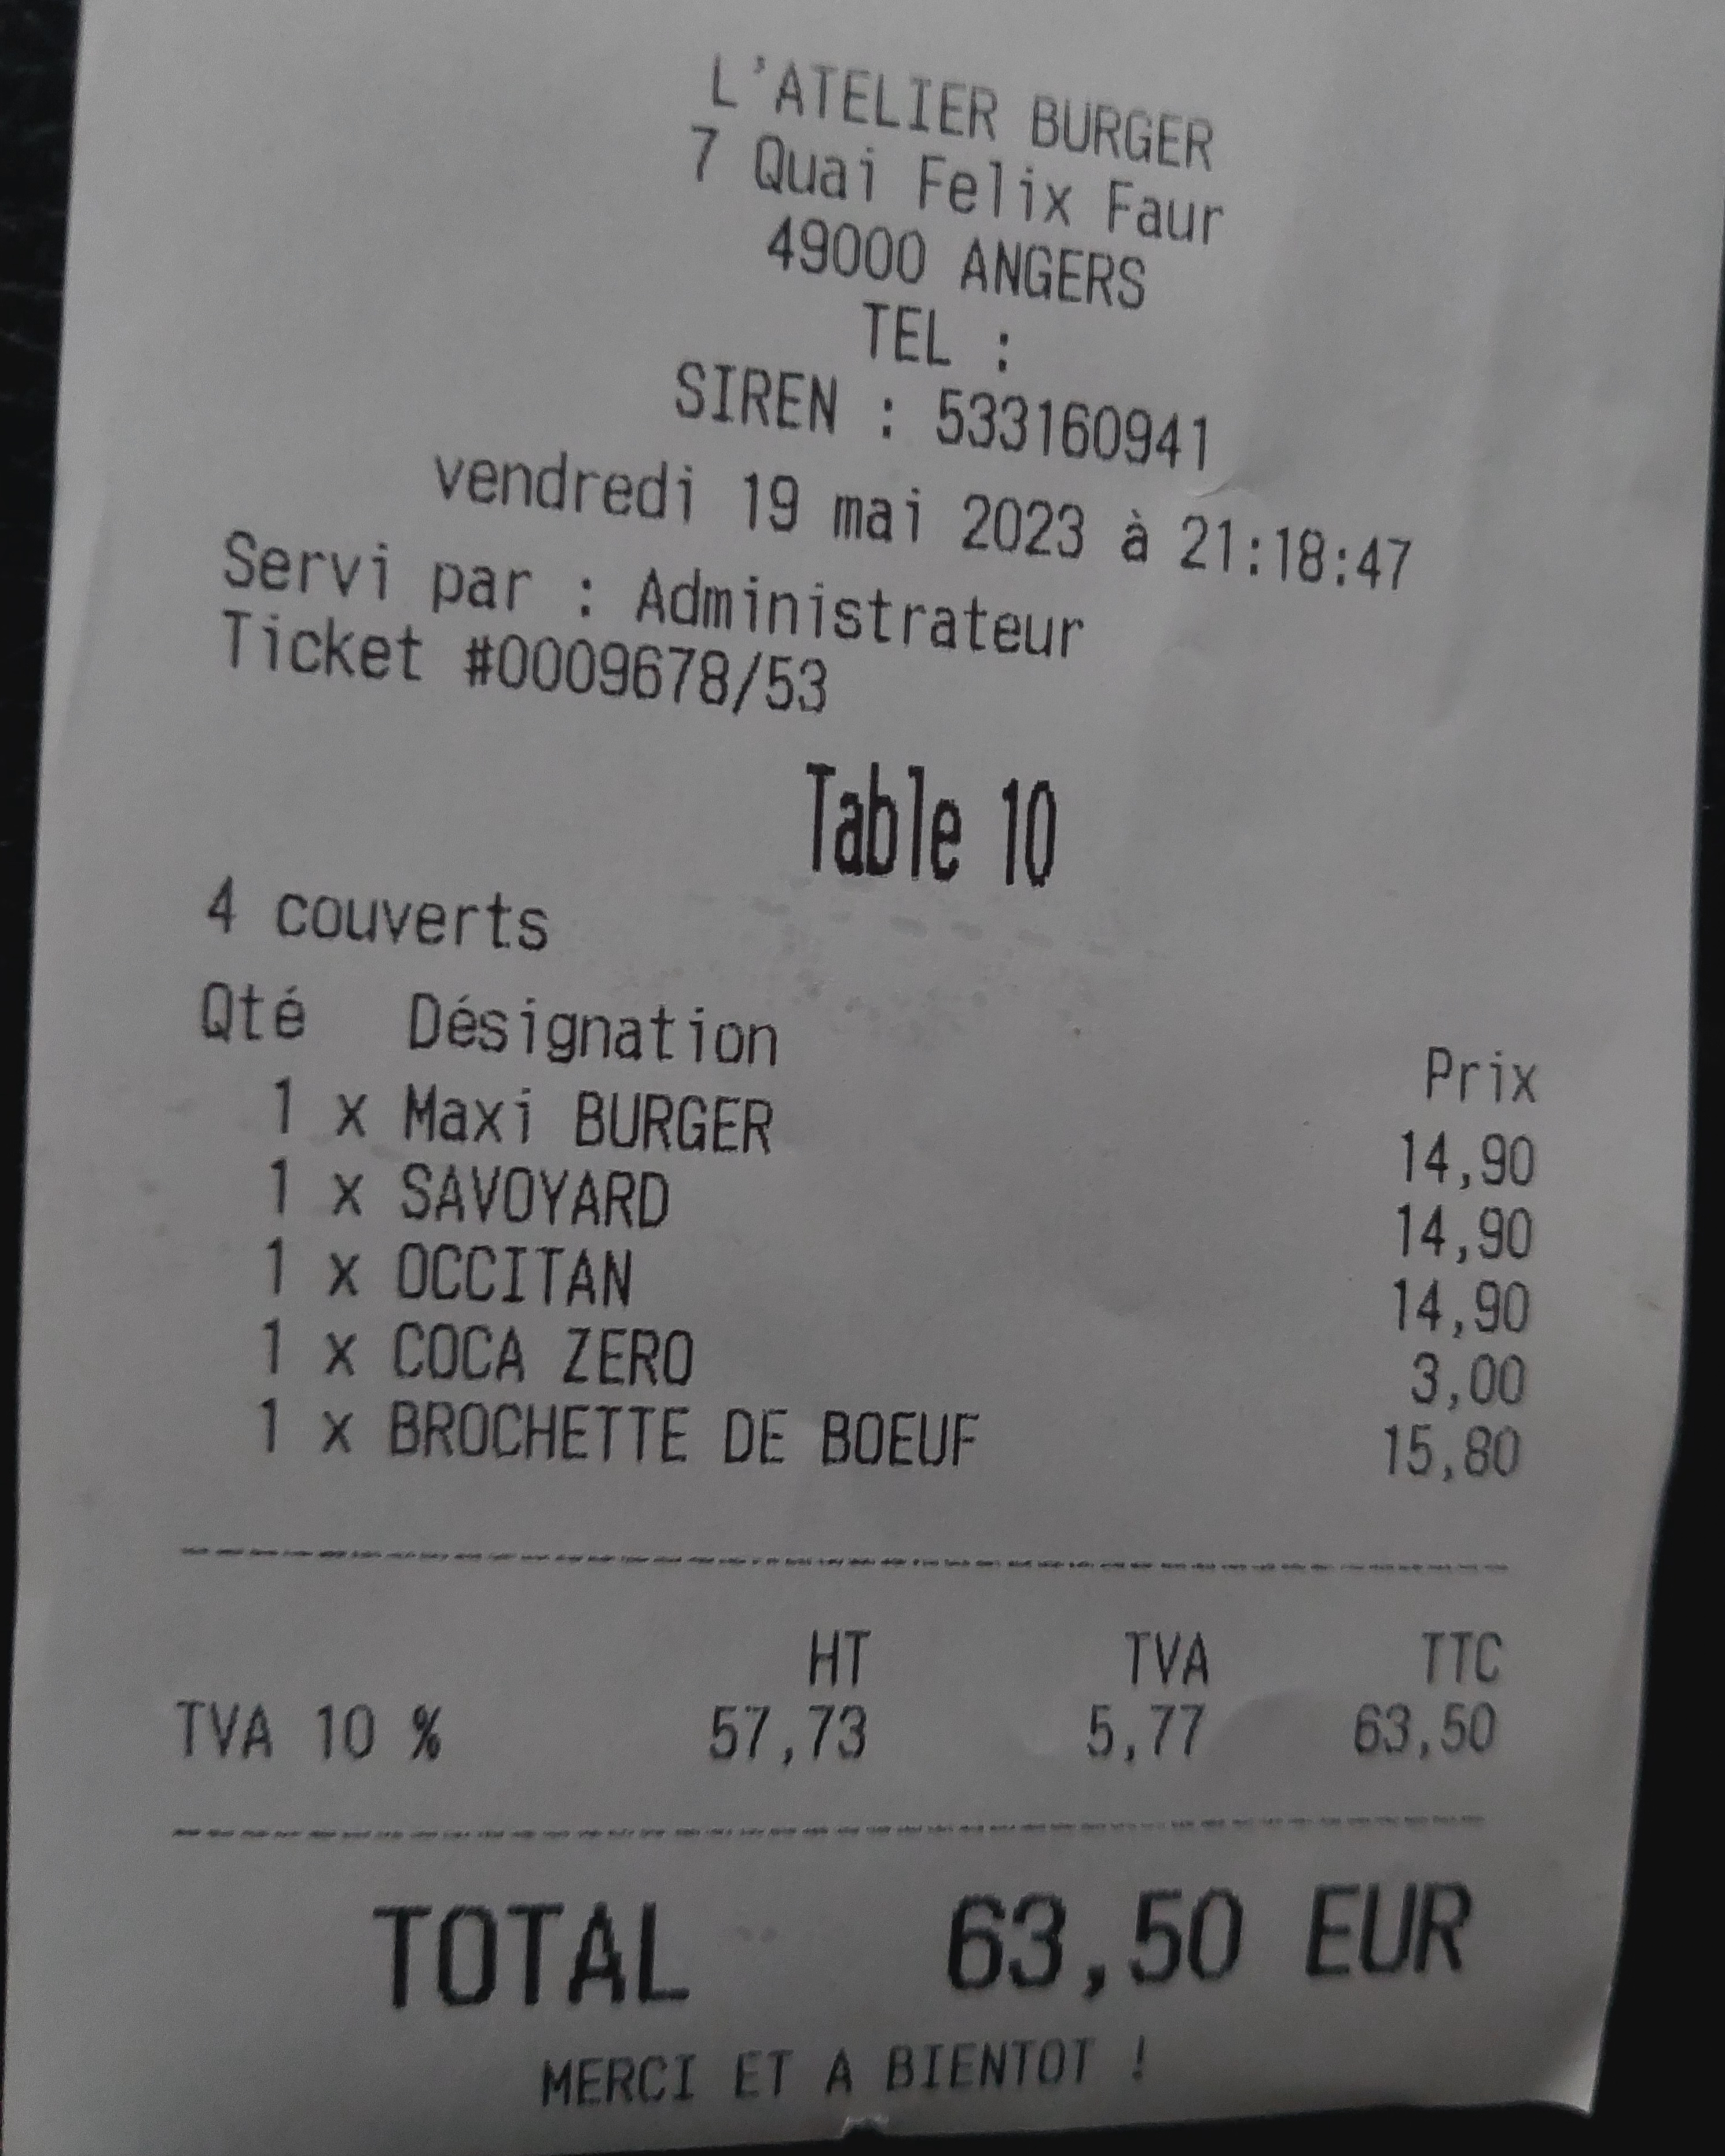 L'ATELIER BURGER
7 Quai Felix Faur
49000 ANGERS
TEL :
SIREN : 533160941
vendredi 19 mai 2023 à 21:18:47
Servi par : Administrateur
Ticket #0009678/53
Table 10
4 couverts
Qté Désignation Prix
1 x Maxi BURGER 14,90
1 x SAVOYARD 14,90
1 x OCCITAN 14,90
1 x COCA ZERO 3,00
1 x BROCHETTE DE BOEUF 15,80
HT TVA TTC
TVA 10 % 57,73 5,77 63,50
TOTAL 63,50 EUR
MERCI ET A BIENTOT !